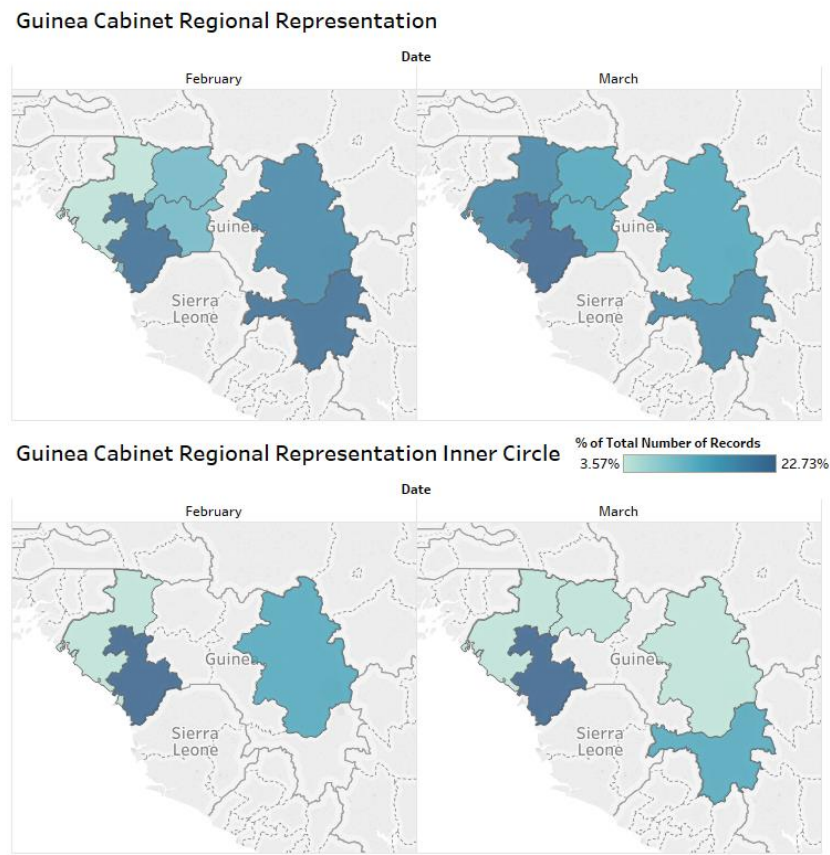 Guinea Cabinet Regional Representation
Date
February
March
Guinea
Sierra
Leone
Guinea
Sierra
Leone
Guinea Cabinet Regional Representation Inner Circle
% of Total Number of Records
3.57%
22.73%
Date
February
March
Guinea
Sierra
Leone
Guinea
Sierra
Leone